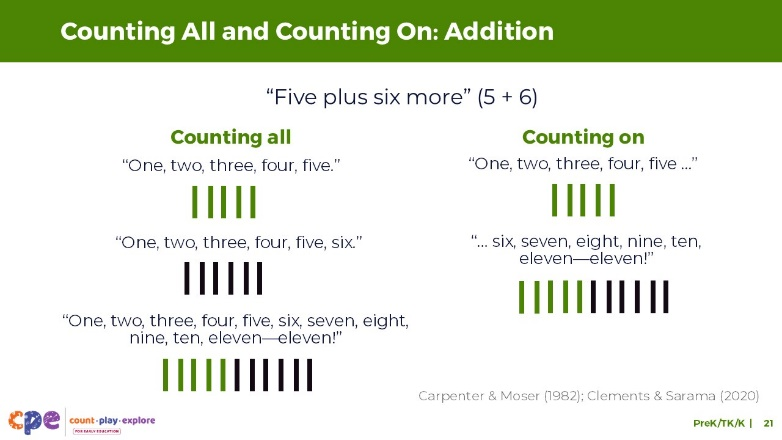 Counting All and Counting On: Addition
“Five plus six more” (5 + 6)
Counting all
“One, two, three, four, five.”
“One, two, three, four, five, six.”
“One, two, three, four, five, six, seven, eight,
nine, ten, eleven—eleven!”
Counting on
“One, two, three, four, five ...”
“... six, seven, eight, nine, ten,
eleven—eleven!”
Carpenter & Moser (1982); Clements & Sarama (2020)
cpe
count·play·explore
FOR EARLY EDUCATION
PreK/TK/K | 21